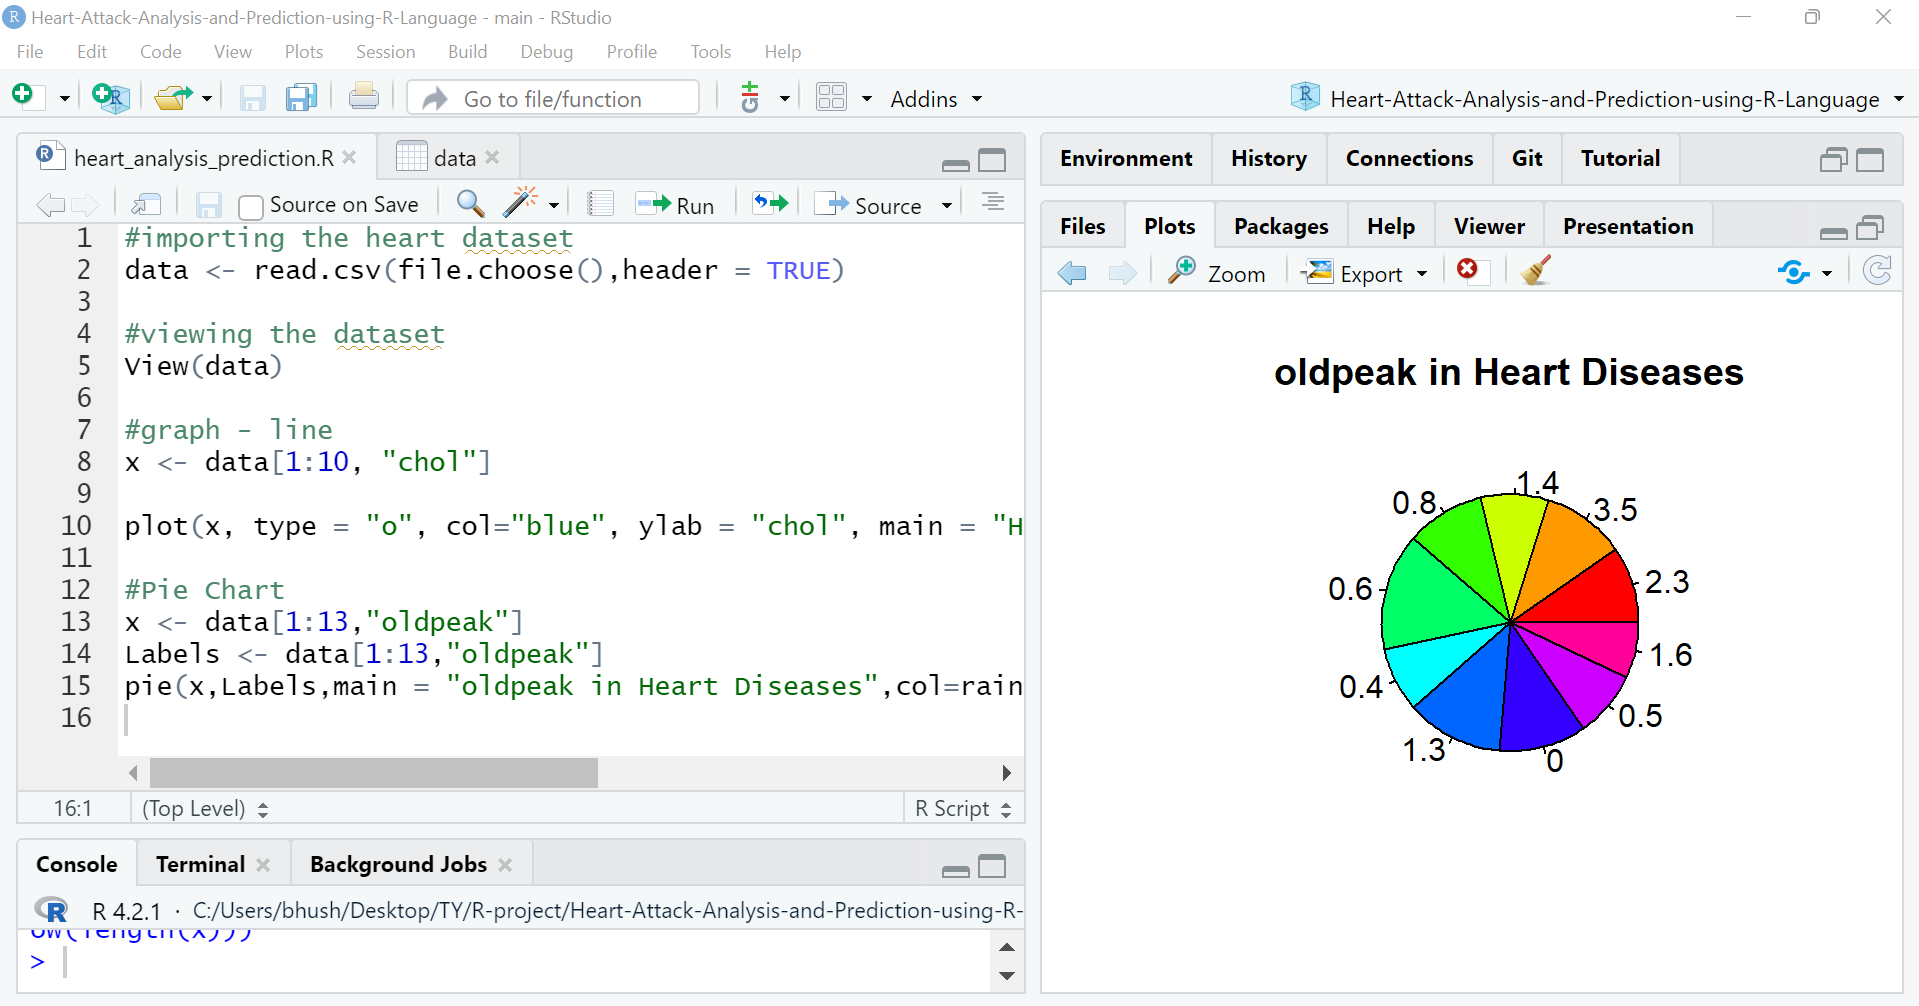 Heart-Attack-Analysis-and-Prediction-using-R-Language - main - RStudio
File Edit Code View Plots Session Build Debug Profile Tools Help
Go to file/function Addins Heart-Attack-Analysis-and-Prediction-using-R-Language
heart_analysis_prediction.R data
Source on Save Run Source
1 #importing the heart dataset
2 data <- read.csv(file.choose(),header = TRUE)
3
4 #viewing the dataset
5 View(data)
6
7 #graph - line
8 x <- data[1:10, "chol"]
9
10 plot(x, type = "o", col="blue", ylab = "chol", main = "H
11
12 #Pie Chart
13 x <- data[1:13,"oldpeak"]
14 Labels <- data[1:13,"oldpeak"]
15 pie(x,Labels,main = "oldpeak in Heart Diseases",col=rain
16
16:1 (Top Level) R Script
Console Terminal Background Jobs
R 4.2.1 · C:/Users/bhush/Desktop/TY/R-project/Heart-Attack-Analysis-and-Prediction-using-R-
ow(length(x)))
>
Environment History Connections Git Tutorial
Files Plots Packages Help Viewer Presentation
Zoom Export
oldpeak in Heart Diseases
1.4
0.8
3.5
2.3
0.6
1.6
0.4
0.5
1.3
0